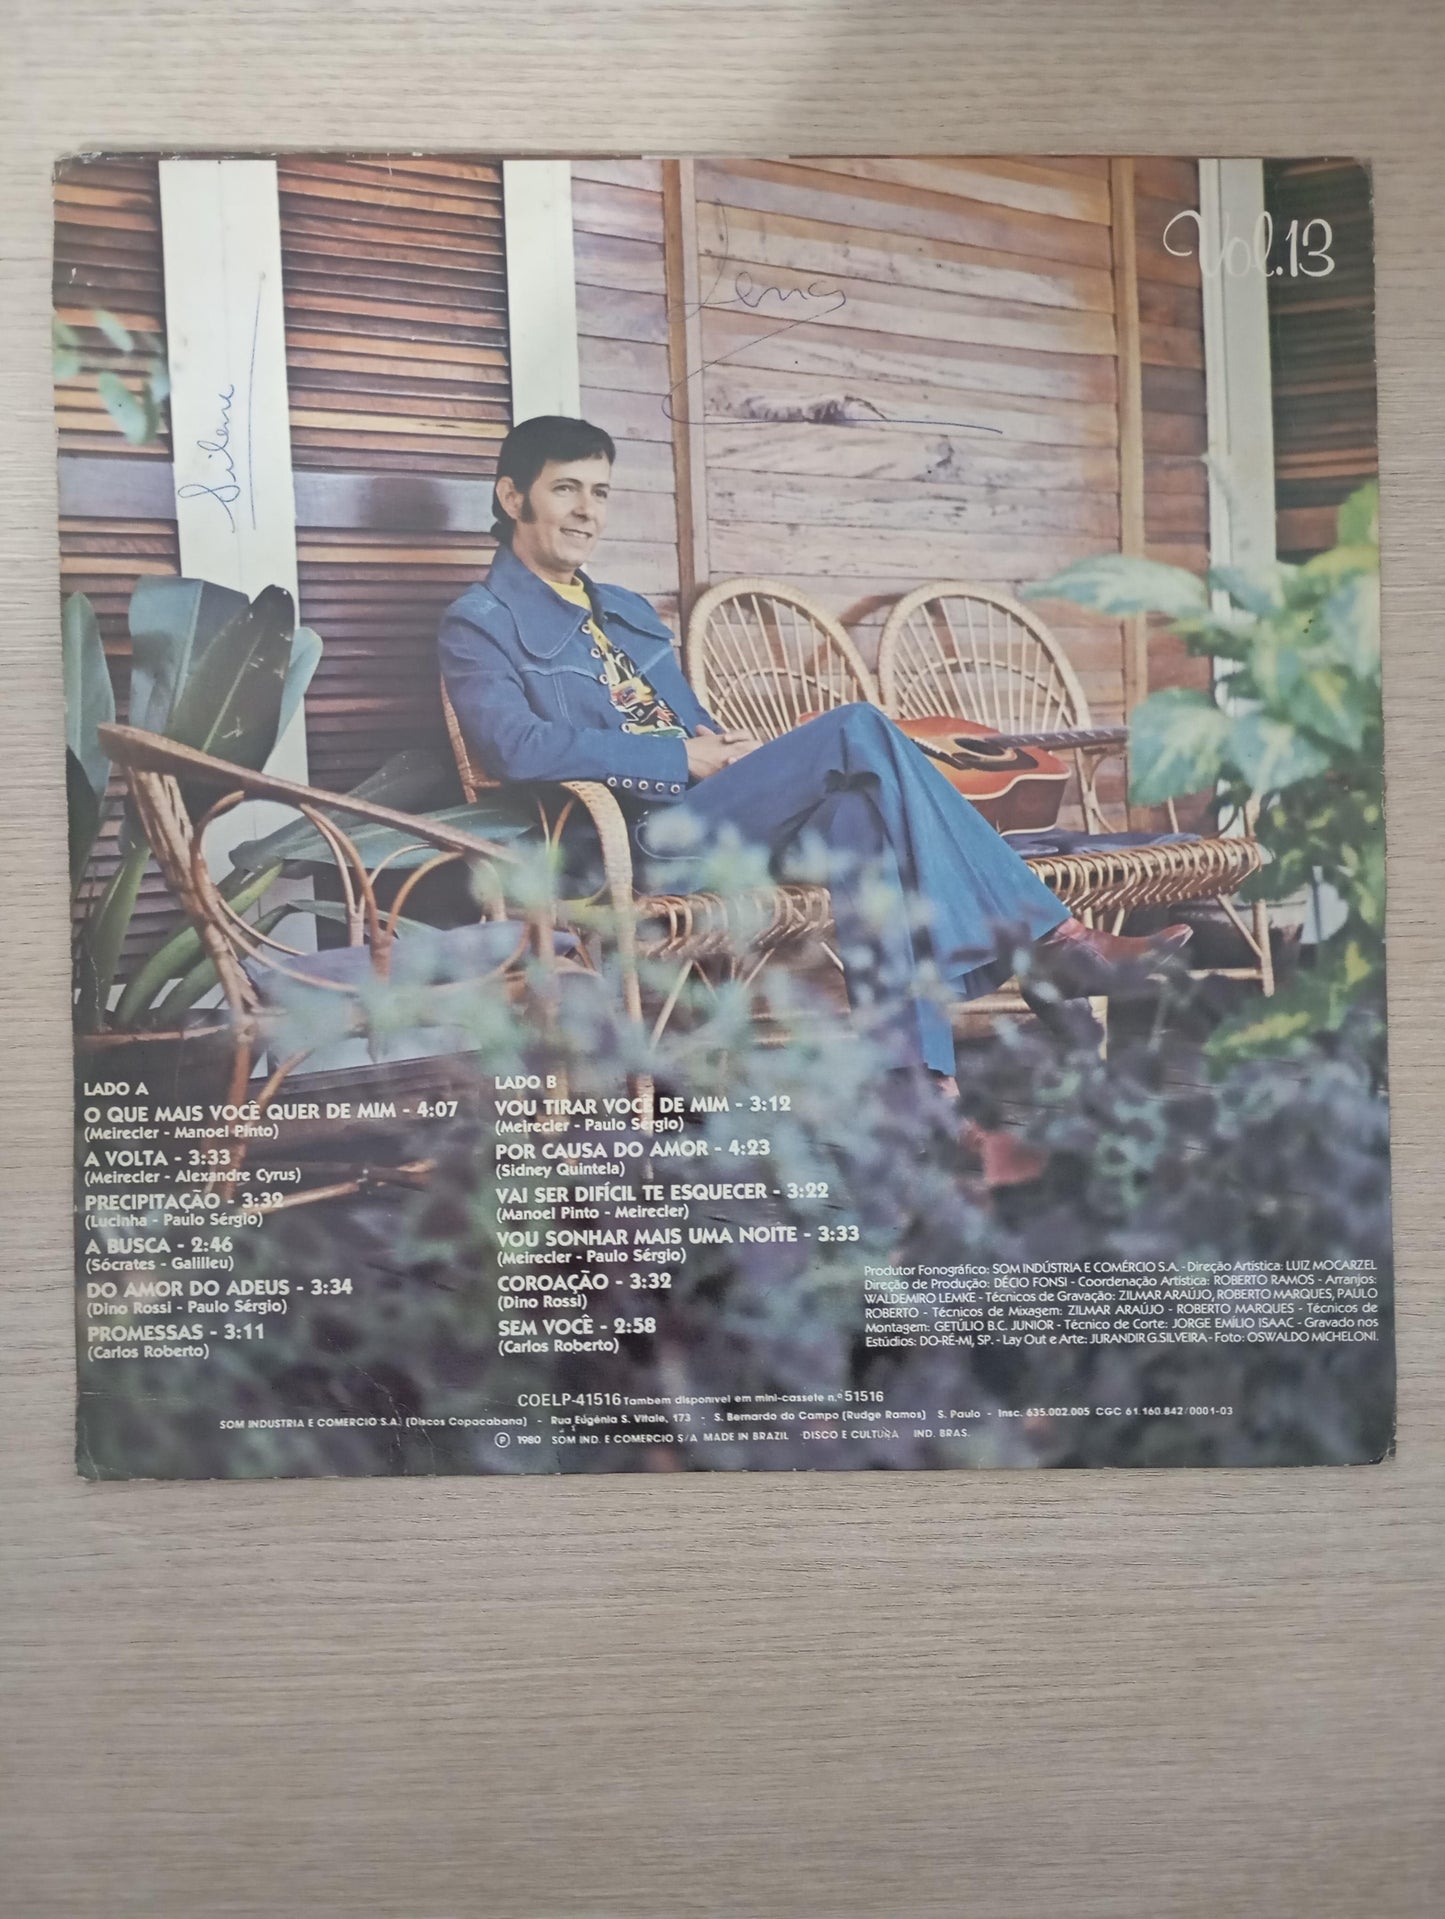 Vol.13
Silene
LADO A
O QUE MAIS VOCÊ QUER DE MIM - 4:07
(Meirecler - Manoel Pinto)
A VOLTA - 3:33
(Meirecler - Alexandre Cyrus)
PRECIPITAÇÃO - 3:32
(Lucinha - Paulo Sérgio)
A BUSCA - 2:46
(Sócrates - Galilleu)
DO AMOR DO ADEUS - 3:34
(Dino Rossi - Paulo Sérgio)
PROMESSAS - 3:11
(Carlos Roberto)
LADO B
VOU TIRAR VOCÊ DE MIM - 3:12
(Meirecler - Paulo Sérgio)
POR CAUSA DO AMOR - 4:23
(Sidney Quintela)
VAI SER DIFÍCIL TE ESQUECER - 3:22
(Manoel Pinto - Meirecler)
VOU SONHAR MAIS UMA NOITE - 3:33
(Meirecler - Paulo Sérgio)
COROAÇÃO - 3:32
(Dino Rossi)
SEM VOCÊ - 2:58
(Carlos Roberto)
Produtor Fonográfico: SOM INDÚSTRIA E COMÉRCIO S.A. - Direção Artística: LUIZ MOCARZEL
Direção de Produção: DÉCIO FONSI - Coordenação Artística: ROBERTO RAMOS - Arranjos:
WALDEMIRO LEMKE - Técnicos de Gravação: ZILMAR ARAÚJO, ROBERTO MARQUES, PAULO
ROBERTO - Técnicos de Mixagem: ZILMAR ARAÚJO - ROBERTO MARQUES - Técnicos de
Montagem: GETÚLIO B.C. JUNIOR - Técnico de Corte: JORGE EMÍLIO ISAAC - Gravado nos
Estúdios: DO-RÉ-MI, SP. - Lay Out e Arte: JURANDIR G.SILVEIRA - Foto: OSWALDO MICHELONI.
COELP-41516 Tambem disponivel em mini-cassete n.º 51516
SOM INDUSTRIA E COMERCIO S.A. (Discos Copacabana) - Rua Eugênia S. Vitale, 173 - S. Bernardo do Campo (Rudge Ramos) S. Paulo - Insc. 635.002.005 CGC 61.160.842/0001-03
Ⓟ 1980 SOM IND. E COMERCIO S/A MADE IN BRAZIL DISCO E CULTURA IND. BRAS.